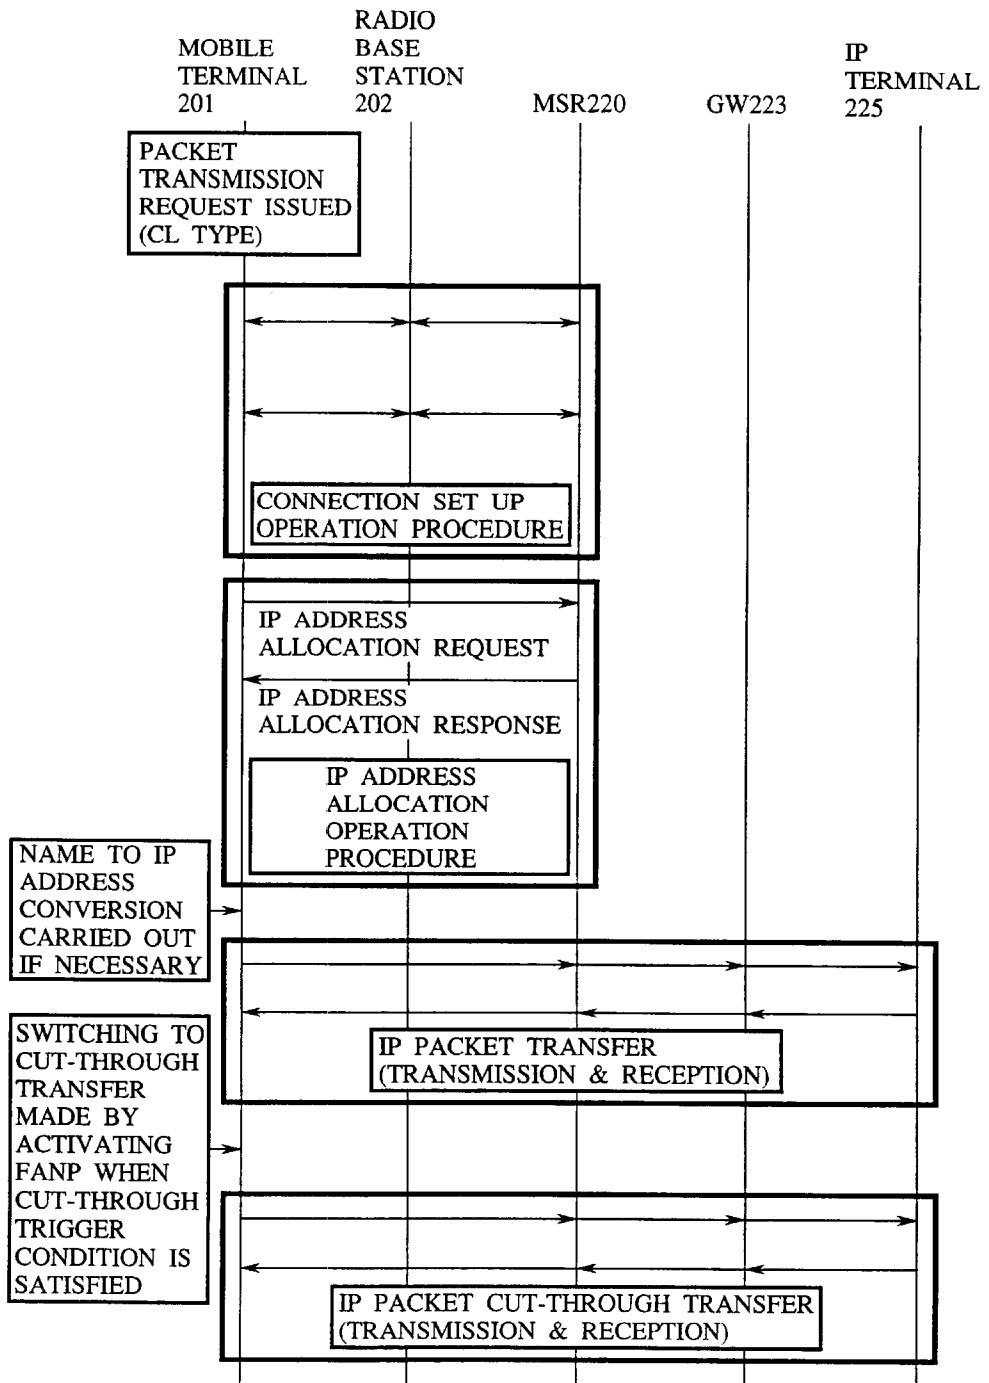 MOBILE
TERMINAL
201
RADIO
BASE
STATION
202
MSR220
GW223
IP
TERMINAL
225
PACKET
TRANSMISSION
REQUEST ISSUED
(CL TYPE)
CONNECTION SET UP
OPERATION PROCEDURE
IP ADDRESS
ALLOCATION REQUEST
IP ADDRESS
ALLOCATION RESPONSE
IP ADDRESS
ALLOCATION
OPERATION
PROCEDURE
NAME TO IP
ADDRESS
CONVERSION
CARRIED OUT
IF NECESSARY
IP PACKET TRANSFER
(TRANSMISSION & RECEPTION)
SWITCHING TO
CUT-THROUGH
TRANSFER
MADE BY
ACTIVATING
FANP WHEN
CUT-THROUGH
TRIGGER
CONDITION IS
SATISFIED
IP PACKET CUT-THROUGH TRANSFER
(TRANSMISSION & RECEPTION)